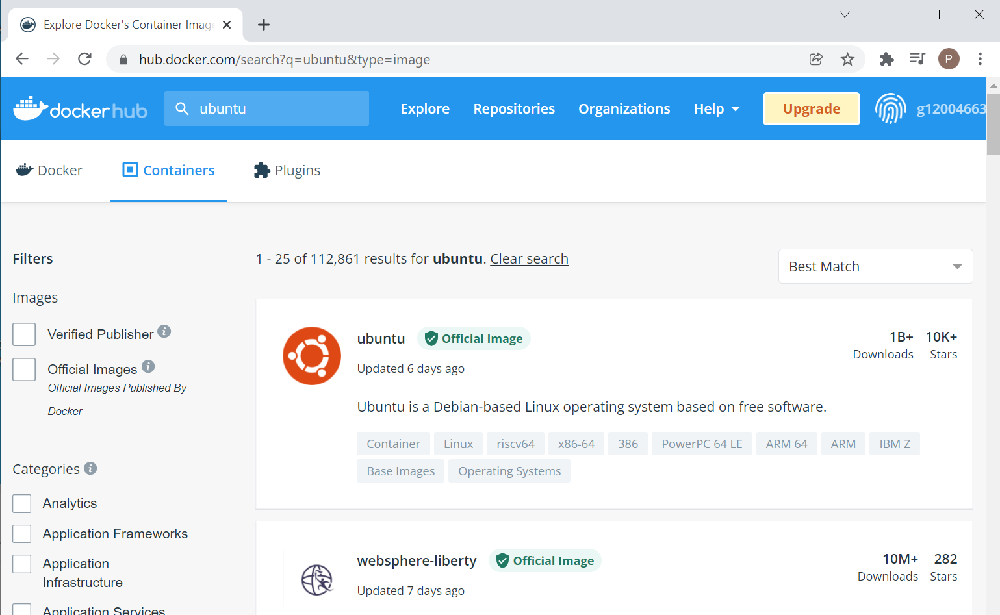 Explore Docker's Container Imag
hub.docker.com/search?q=ubuntu&type=image
P
dockerhub
ubuntu
Explore
Repositories
Organizations
Help
Upgrade
g12004663
Docker
Containers
Plugins
Filters
1 - 25 of 112,861 results for ubuntu. Clear search
Best Match
Images
Verified Publisher
Official Images
Official Images Published By
Docker
Categories
Analytics
Application Frameworks
Application
Infrastructure
Application Services
ubuntu
Official Image
1B+ 10K+
Downloads Stars
Updated 6 days ago
Ubuntu is a Debian-based Linux operating system based on free software.
Container Linux riscv64 x86-64 386 PowerPC 64 LE ARM 64 ARM IBM Z
Base Images Operating Systems
websphere-liberty
Official Image
10M+ 282
Downloads Stars
Updated 7 days ago